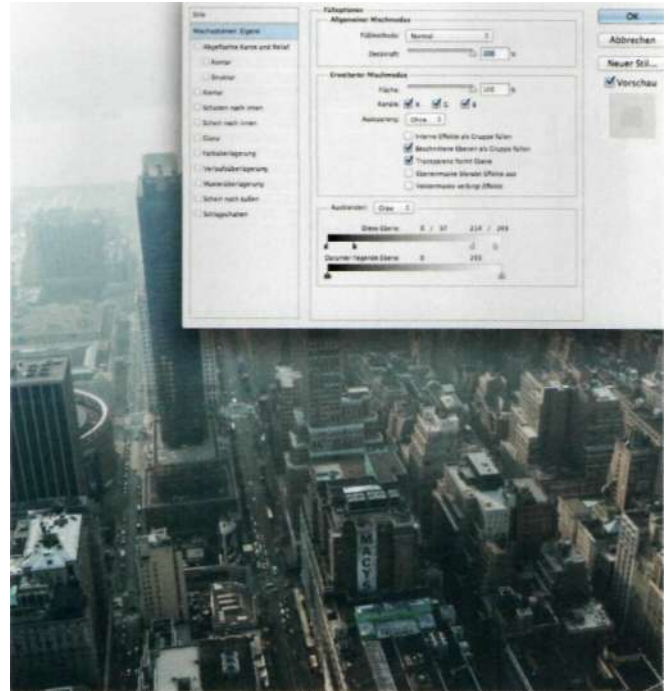 Stile
Mischoptionen: Eigene
Abgeflachte Kante und Relief
Kontur
Struktur
Kontur
Schatten nach innen
Schein nach innen
Glanz
Farbüberlagerung
Verlaufsüberlagerung
Musterüberlagerung
Schein nach außen
Schlagschatten
Fülloptionen
Allgemeiner Mischmodus
Füllmethode: Normal
Deckkraft: 100 %
Erweiterter Mischmodus
Fläche: 100 %
Kanäle: R G B
Aussparung: Ohne
Interne Effekte als Gruppe füllen
Beschnittene Ebenen als Gruppe füllen
Transparenz formt Ebene
Ebenenmaske blendet Effekte aus
Vektormaske verbirgt Effekte
Ausblenden: Grau
Diese Ebene: 0 /
Darunter liegende Ebene: 0 255
OK
Abbrechen
Neuer Stil...
Vorschau
MACY'S